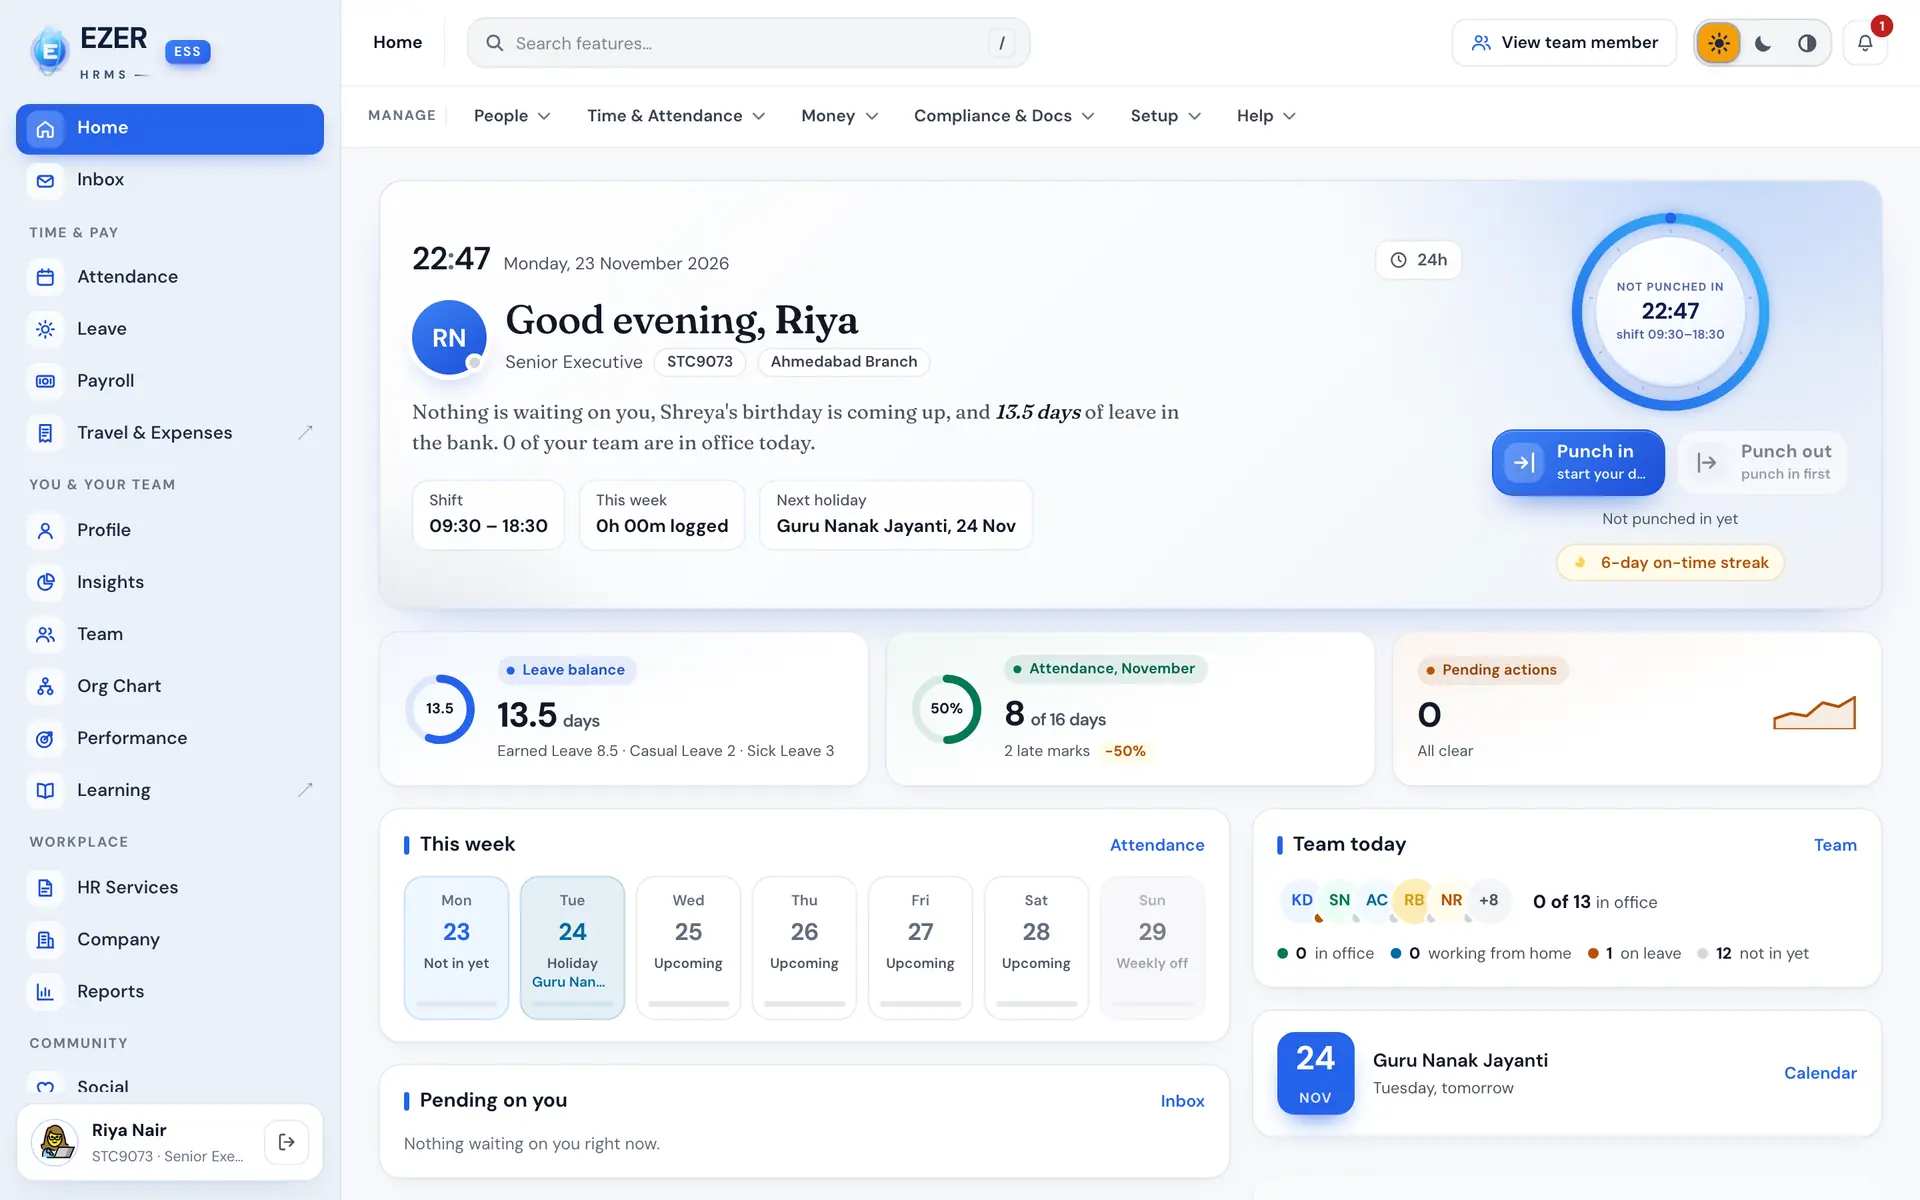 EZER
HRMS
ESS
Home
Search features...
/
View team member
1
Home
Inbox
TIME & PAY
Attendance
Leave
Payroll
Travel & Expenses
YOU & YOUR TEAM
Profile
Insights
Team
Org Chart
Performance
Learning
WORKPLACE
HR Services
Company
Reports
COMMUNITY
Social
Riya Nair
STC9073 · Senior Exe...
MANAGE
People
Time & Attendance
Money
Compliance & Docs
Setup
Help
22:47 Monday, 23 November 2026
24h
RN
Good evening, Riya
Senior Executive STC9073 Ahmedabad Branch
Nothing is waiting on you, Shreya's birthday is coming up, and 13.5 days of leave in
the bank. 0 of your team are in office today.
Shift
09:30 – 18:30
This week
0h 00m logged
Next holiday
Guru Nanak Jayanti, 24 Nov
NOT PUNCHED IN
22:47
shift 09:30–18:30
Punch in
start your d...
Punch out
punch in first
Not punched in yet
6-day on-time streak
13.5
Leave balance
13.5 days
Earned Leave 8.5 · Casual Leave 2 · Sick Leave 3
50%
Attendance, November
8 of 16 days
2 late marks -50%
Pending actions
0
All clear
This week
Attendance
Mon
23
Not in yet
Tue
24
Holiday
Guru Nan...
Wed
25
Upcoming
Thu
26
Upcoming
Fri
27
Upcoming
Sat
28
Upcoming
Sun
29
Weekly off
Team today
Team
KD SN AC RB NR +8
0 of 13 in office
0 in office 0 working from home 1 on leave 12 not in yet
24
NOV
Guru Nanak Jayanti
Tuesday, tomorrow
Calendar
Pending on you
Inbox
Nothing waiting on you right now.